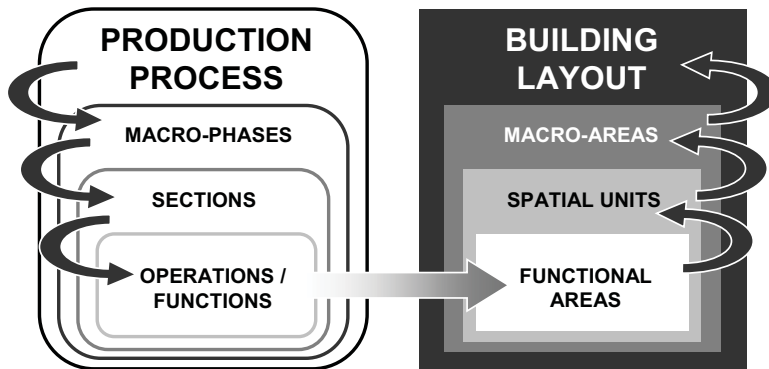 PRODUCTION
PROCESS
MACRO-PHASES
SECTIONS
OPERATIONS /
FUNCTIONS
BUILDING
LAYOUT
MACRO-AREAS
SPATIAL UNITS
FUNCTIONAL
AREAS